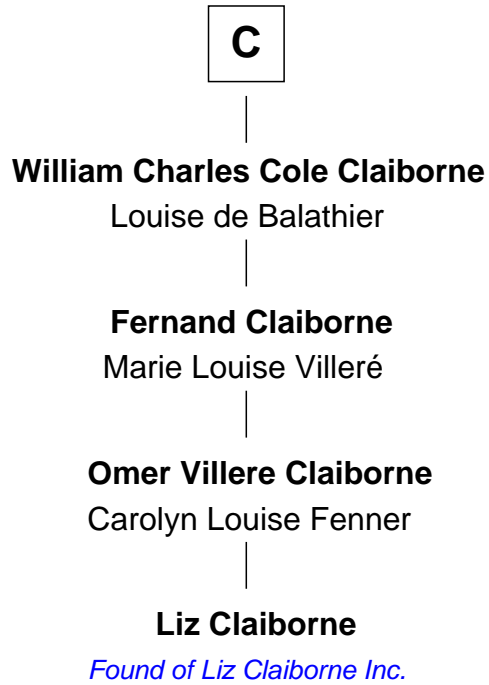 C
William Charles Cole Claiborne
Louise de Balathier
Fernand Claiborne
Marie Louise Villeré
Omer Villere Claiborne
Carolyn Louise Fenner
Liz Claiborne
Found of Liz Claiborne Inc.